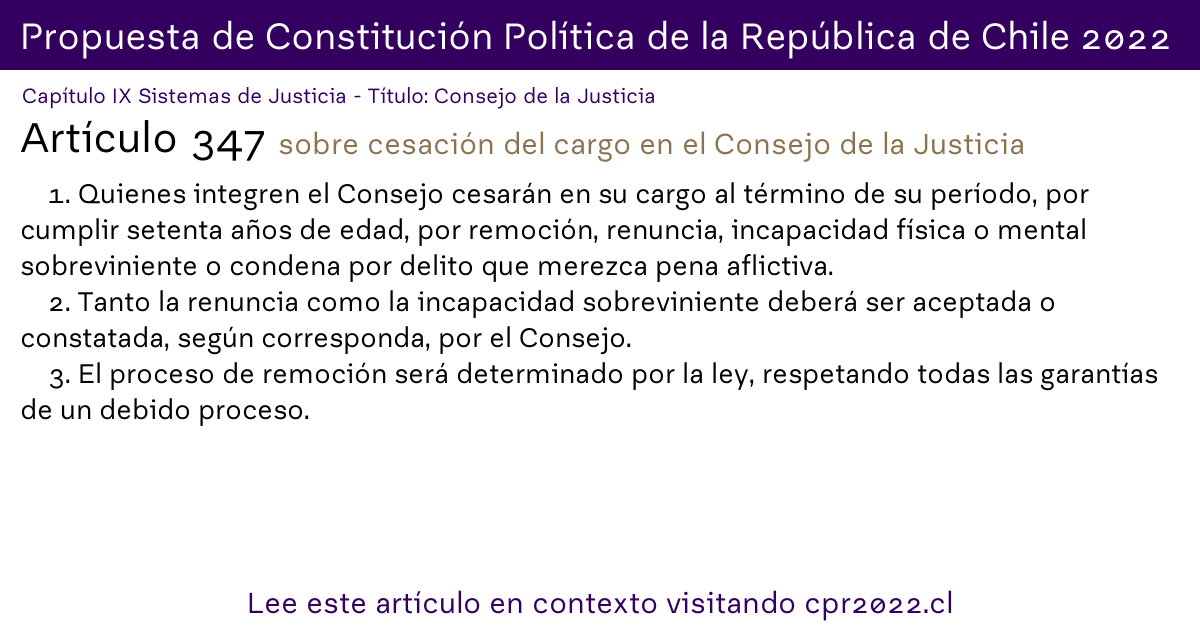 Propuesta de Constitución Política de la República de Chile 2022
Capítulo IX Sistemas de Justicia - Título: Consejo de la Justicia
Artículo 347 sobre cesación del cargo en el Consejo de la Justicia
1. Quienes integren el Consejo cesarán en su cargo al término de su período, por
cumplir setenta años de edad, por remoción, renuncia, incapacidad física o mental
sobreviniente o condena por delito que merezca pena aflictiva.
2. Tanto la renuncia como la incapacidad sobreviniente deberá ser aceptada o
constatada, según corresponda, por el Consejo.
3. El proceso de remoción será determinado por la ley, respetando todas las garantías
de un debido proceso.
Lee este artículo en contexto visitando cpr2022.cl